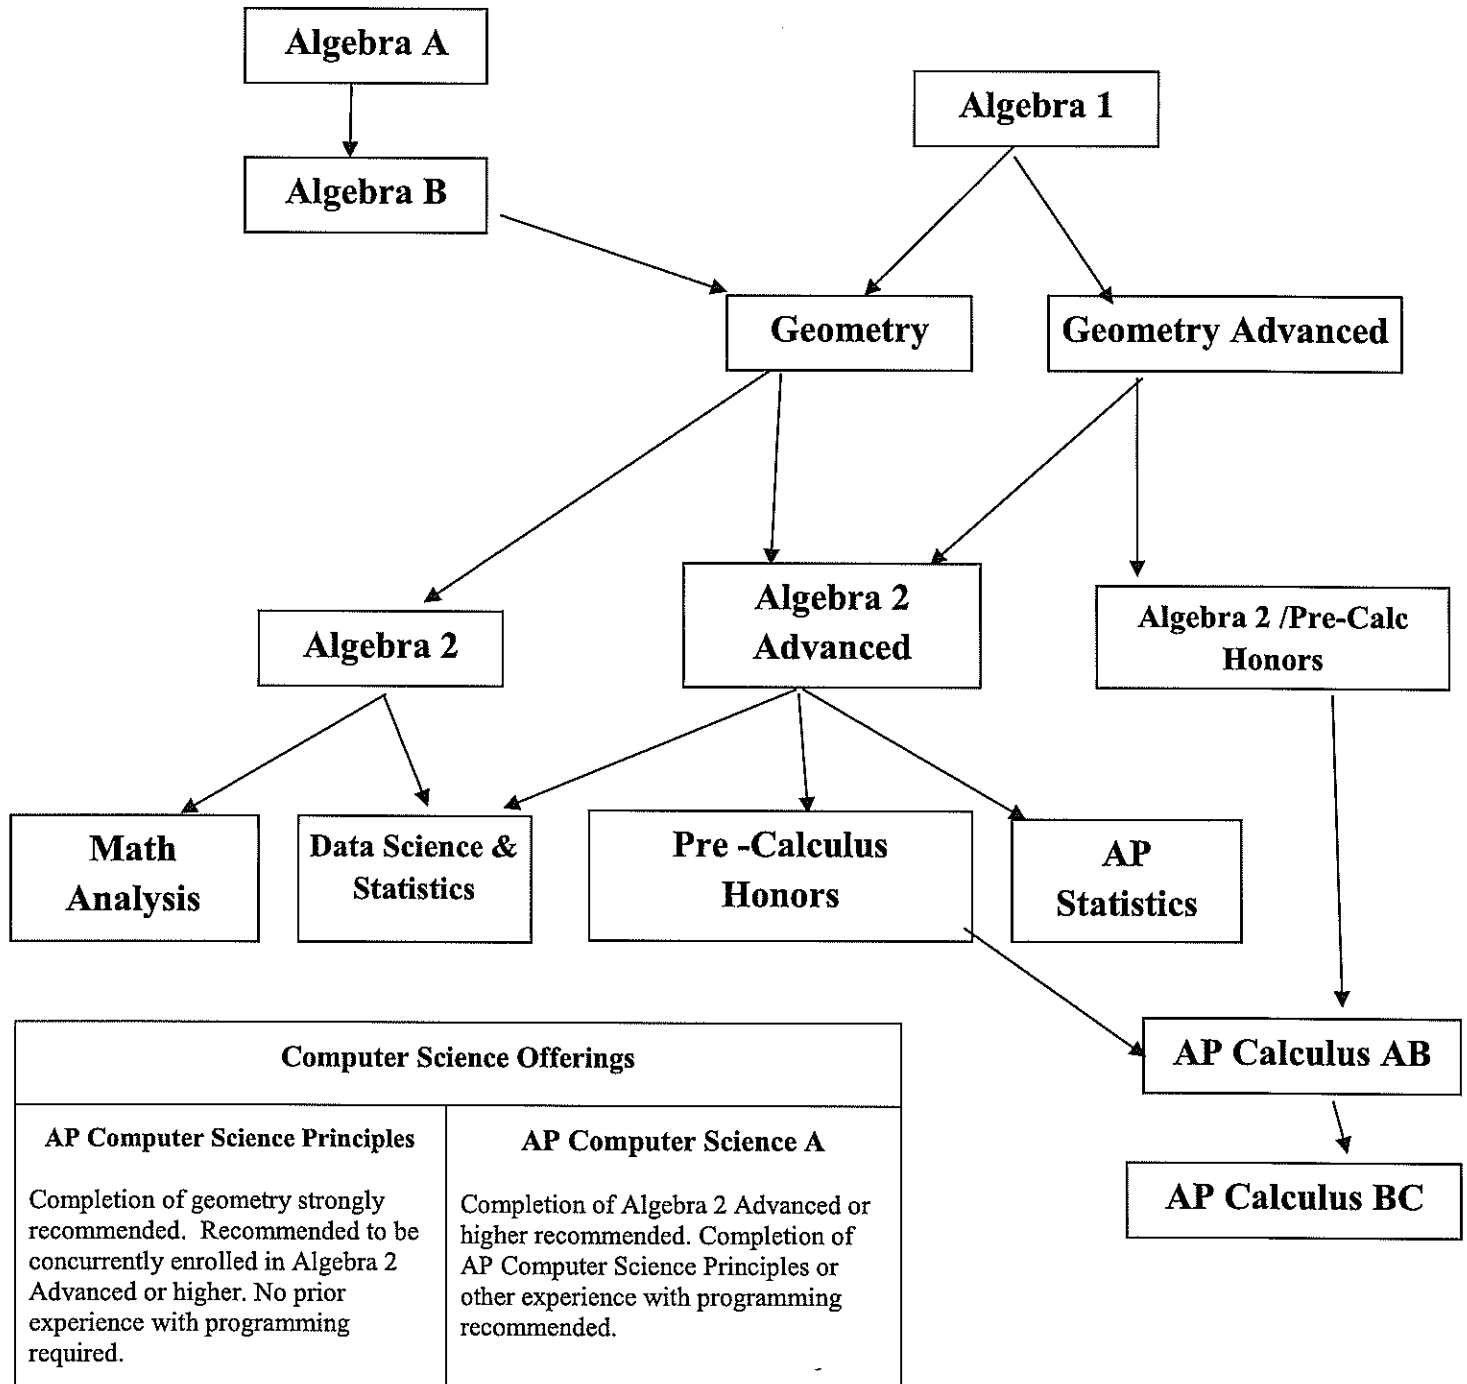 Algebra A
Algebra 1
Algebra B
Geometry
Geometry Advanced
Algebra 2
Algebra 2
Advanced
Algebra 2 /Pre-Calc
Honors
Math
Analysis
Data Science &
Statistics
Pre -Calculus
Honors
AP
Statistics
AP Calculus AB
AP Calculus BC
Computer Science Offerings
AP Computer Science Principles
Completion of geometry strongly
recommended. Recommended to be
concurrently enrolled in Algebra 2
Advanced or higher. No prior
experience with programming
required.
AP Computer Science A
Completion of Algebra 2 Advanced or
higher recommended. Completion of
AP Computer Science Principles or
other experience with programming
recommended.